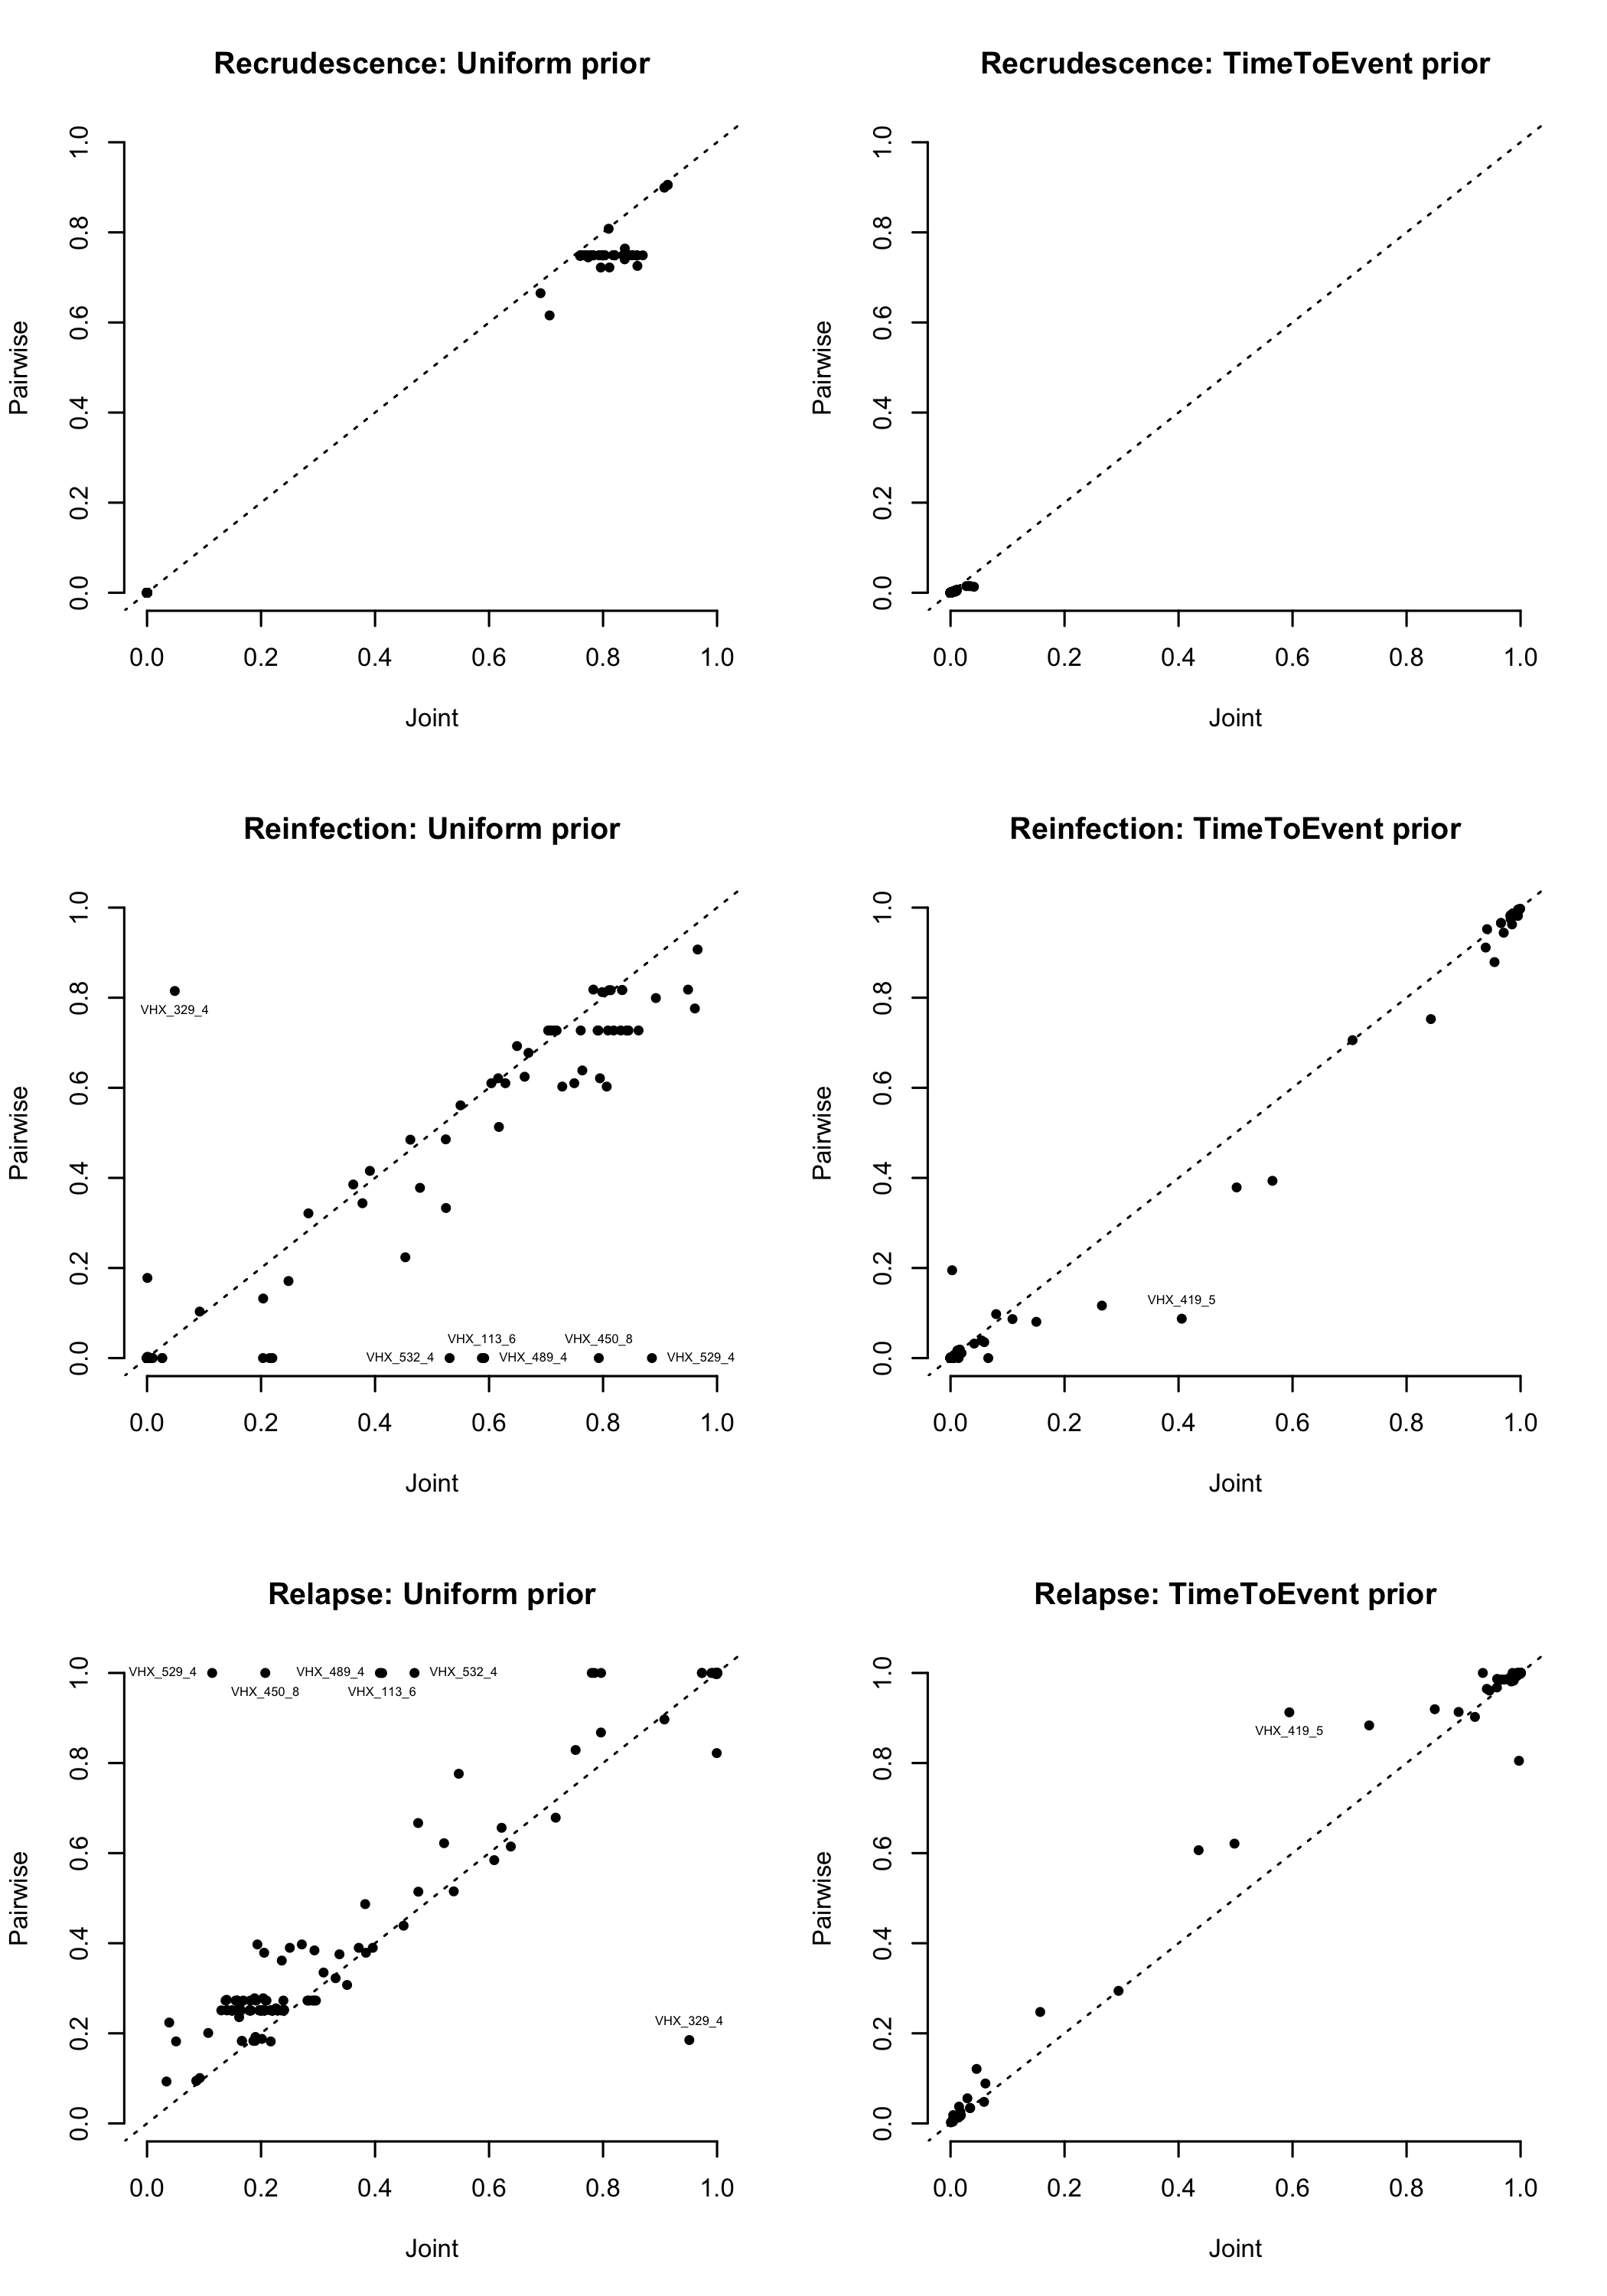 Recrudescence: Uniform prior
Pairwise
0.0 0.2 0.4 0.6 0.8 1.0
0.0 0.2 0.4 0.6 0.8 1.0
Joint
Recrudescence: TimeToEvent prior
Pairwise
0.0 0.2 0.4 0.6 0.8 1.0
0.0 0.2 0.4 0.6 0.8 1.0
Joint
Reinfection: Uniform prior
Pairwise
0.0 0.2 0.4 0.6 0.8 1.0
VHX_329_4
VHX_113_6
VHX_450_8
VHX_532_4
VHX_489_4
VHX_529_4
0.0 0.2 0.4 0.6 0.8 1.0
Joint
Reinfection: TimeToEvent prior
Pairwise
0.0 0.2 0.4 0.6 0.8 1.0
VHX_419_5
0.0 0.2 0.4 0.6 0.8 1.0
Joint
Relapse: Uniform prior
Pairwise
0.0 0.2 0.4 0.6 0.8 1.0
VHX_529_4
VHX_489_4
VHX_532_4
VHX_450_8
VHX_113_6
VHX_329_4
0.0 0.2 0.4 0.6 0.8 1.0
Joint
Relapse: TimeToEvent prior
Pairwise
0.0 0.2 0.4 0.6 0.8 1.0
VHX_419_5
0.0 0.2 0.4 0.6 0.8 1.0
Joint